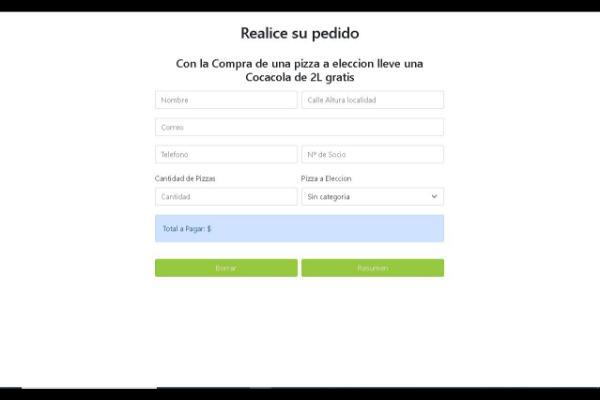 Realice su pedido
Con la Compra de una pizza a eleccion lleve una
Cocacola de 2L gratis
Nombre
Calle Altura localidad
Correo
Telefono
Nº de Socio
Cantidad de Pizzas
Pizza a Eleccion
Cantidad
Sin categoria
Total a Pagar: $
Borrar
Resumen